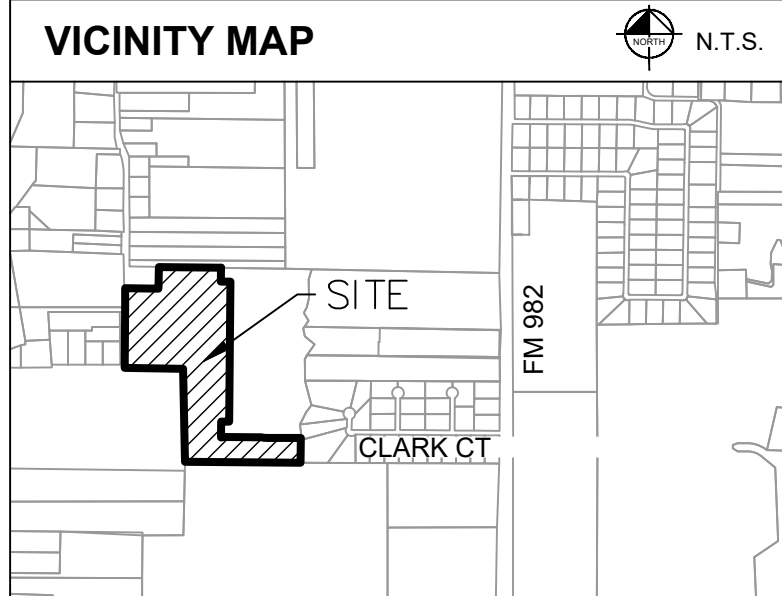 VICINITY MAP
NORTH
N.T.S.
SITE
FM 982
CLARK CT